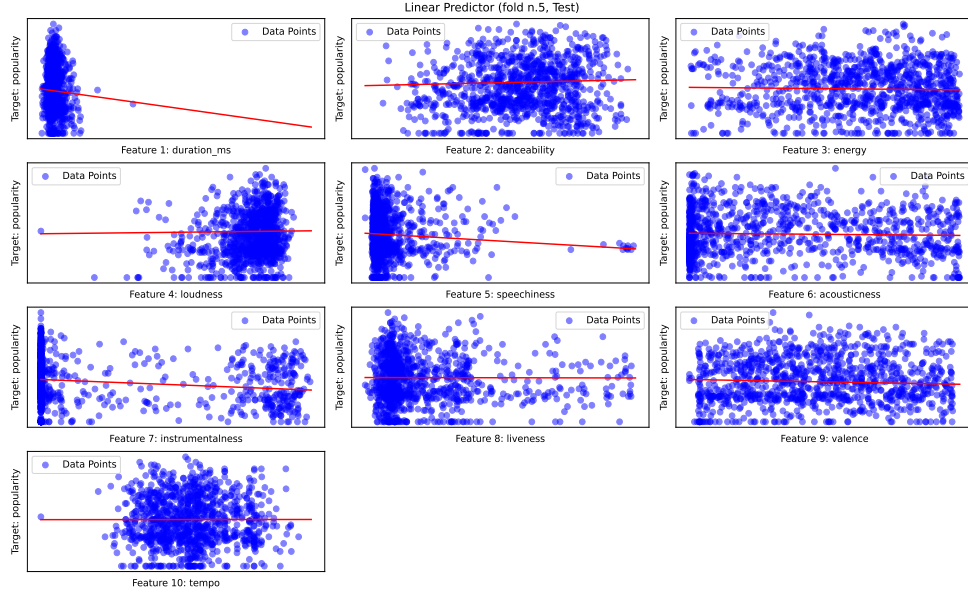 Linear Predictor (fold n.5, Test)
Target: popularity
Data Points
Feature 1: duration_ms
Target: popularity
Data Points
Feature 2: danceability
Target: popularity
Data Points
Feature 3: energy
Target: popularity
Data Points
Feature 4: loudness
Target: popularity
Data Points
Feature 5: speechiness
Target: popularity
Data Points
Feature 6: acousticness
Target: popularity
Data Points
Feature 7: instrumentalness
Target: popularity
Data Points
Feature 8: liveness
Target: popularity
Data Points
Feature 9: valence
Target: popularity
Data Points
Feature 10: tempo